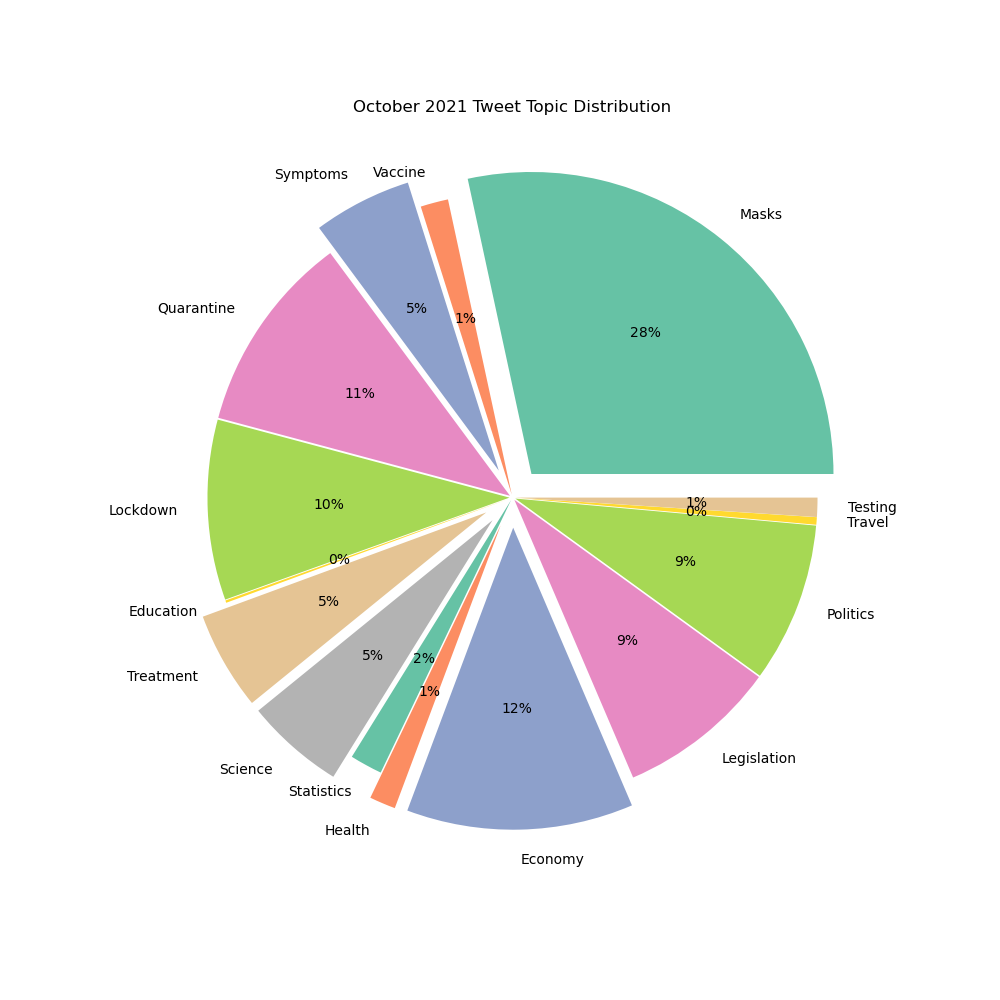 October 2021 Tweet Topic Distribution
Symptoms
Vaccine
Masks
Quarantine
5%
1%
28%
11%
Lockdown
10%
1%
0%
Testing
Travel
0%
9%
Education
5%
Politics
Treatment
5%
2%
9%
1%
12%
Science
Statistics
Legislation
Health
Economy